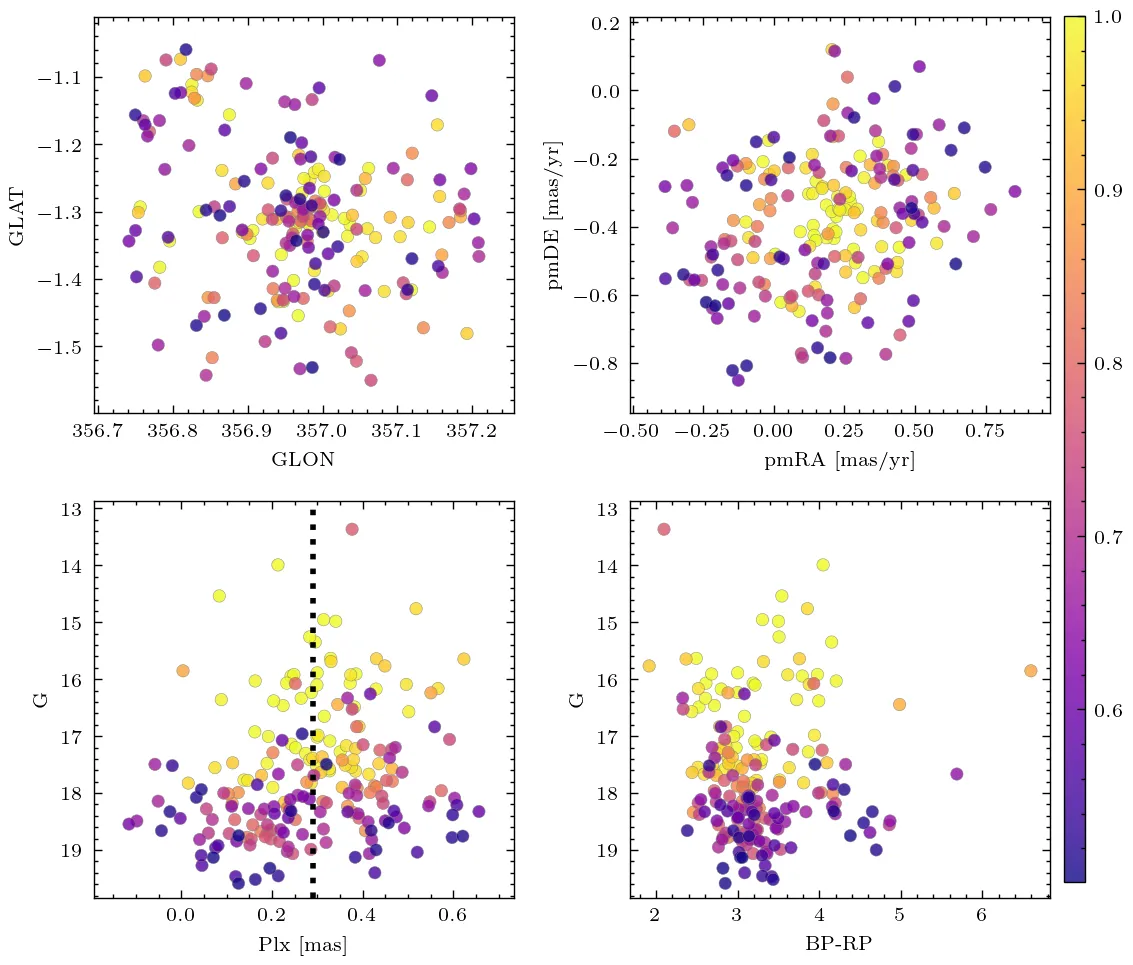 −1.1
−1.2
−1.3
−1.4
−1.5
GLAT
356.7 356.8 356.9 357.0 357.1 357.2
GLON
0.2
0.0
−0.2
−0.4
−0.6
−0.8
pmDE [mas/yr]
−0.50 −0.25 0.00 0.25 0.50 0.75
pmRA [mas/yr]
13
14
15
16
17
18
19
G
0.0 0.2 0.4 0.6
Plx [mas]
13
14
15
16
17
18
19
G
2 3 4 5 6
BP-RP
1.0
0.9
0.8
0.7
0.6